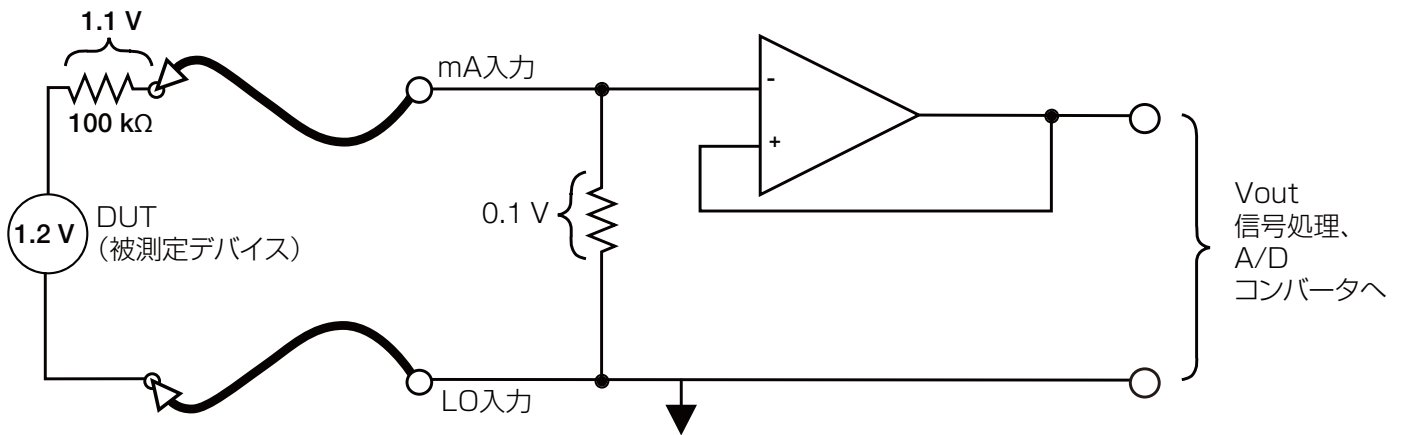 1.1 V
100 kΩ
1.2 V
DUT
（被測定デバイス）
mA入力
0.1 V
LO入力
-
+
Vout
信号処理、
A/D
コンバータへ